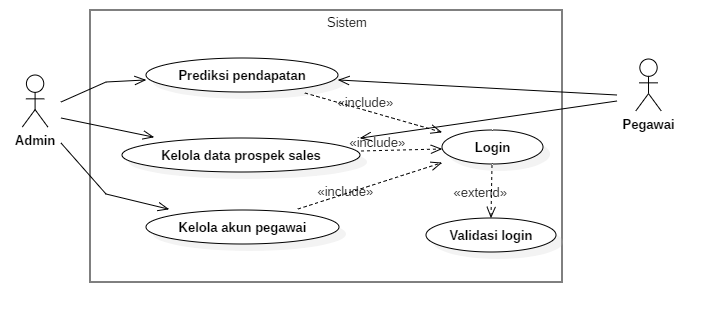 Sistem
Prediksi pendapatan
«include»
Admin
Pegawai
Kelola data prospek sales
«include»
Login
«include»
«extend»
Kelola akun pegawai
Validasi login